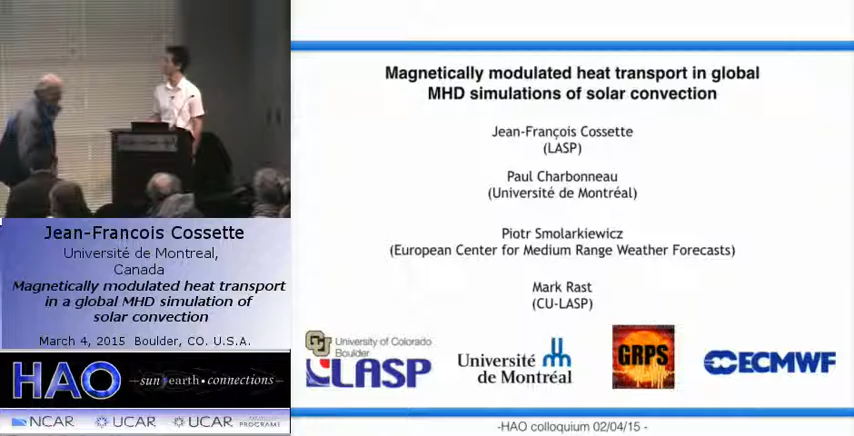 Jean-Francois Cossette
Université de Montreal,
Canada
Magnetically modulated heat transport
in a global MHD simulation of
solar convection
March 4, 2015 Boulder, CO. U.S.A.
HAO
sun earth•connections
NCAR
UCAR
UCAR
PROGRAMS
Magnetically modulated heat transport in global
MHD simulations of solar convection
Jean-François Cossette
(LASP)
Paul Charbonneau
(Université de Montréal)
Piotr Smolarkiewicz
(European Center for Medium Range Weather Forecasts)
Mark Rast
(CU-LASP)
CU
University of Colorado
Boulder
LASP
Université
de Montréal
GRPS
ECMWF
-HAO colloquium 02/04/15 -